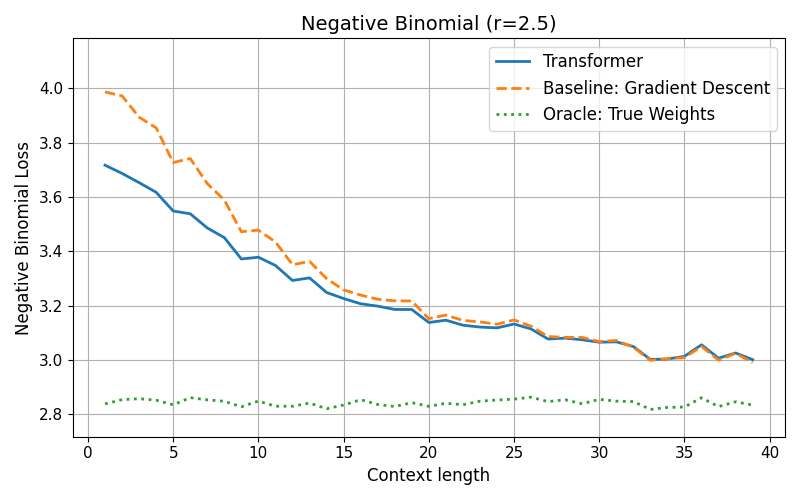 Negative Binomial (r=2.5)
Transformer
Baseline: Gradient Descent
Oracle: True Weights
Negative Binomial Loss
4.0
3.8
3.6
3.4
3.2
3.0
2.8
0 5 10 15 20 25 30 35 40
Context length